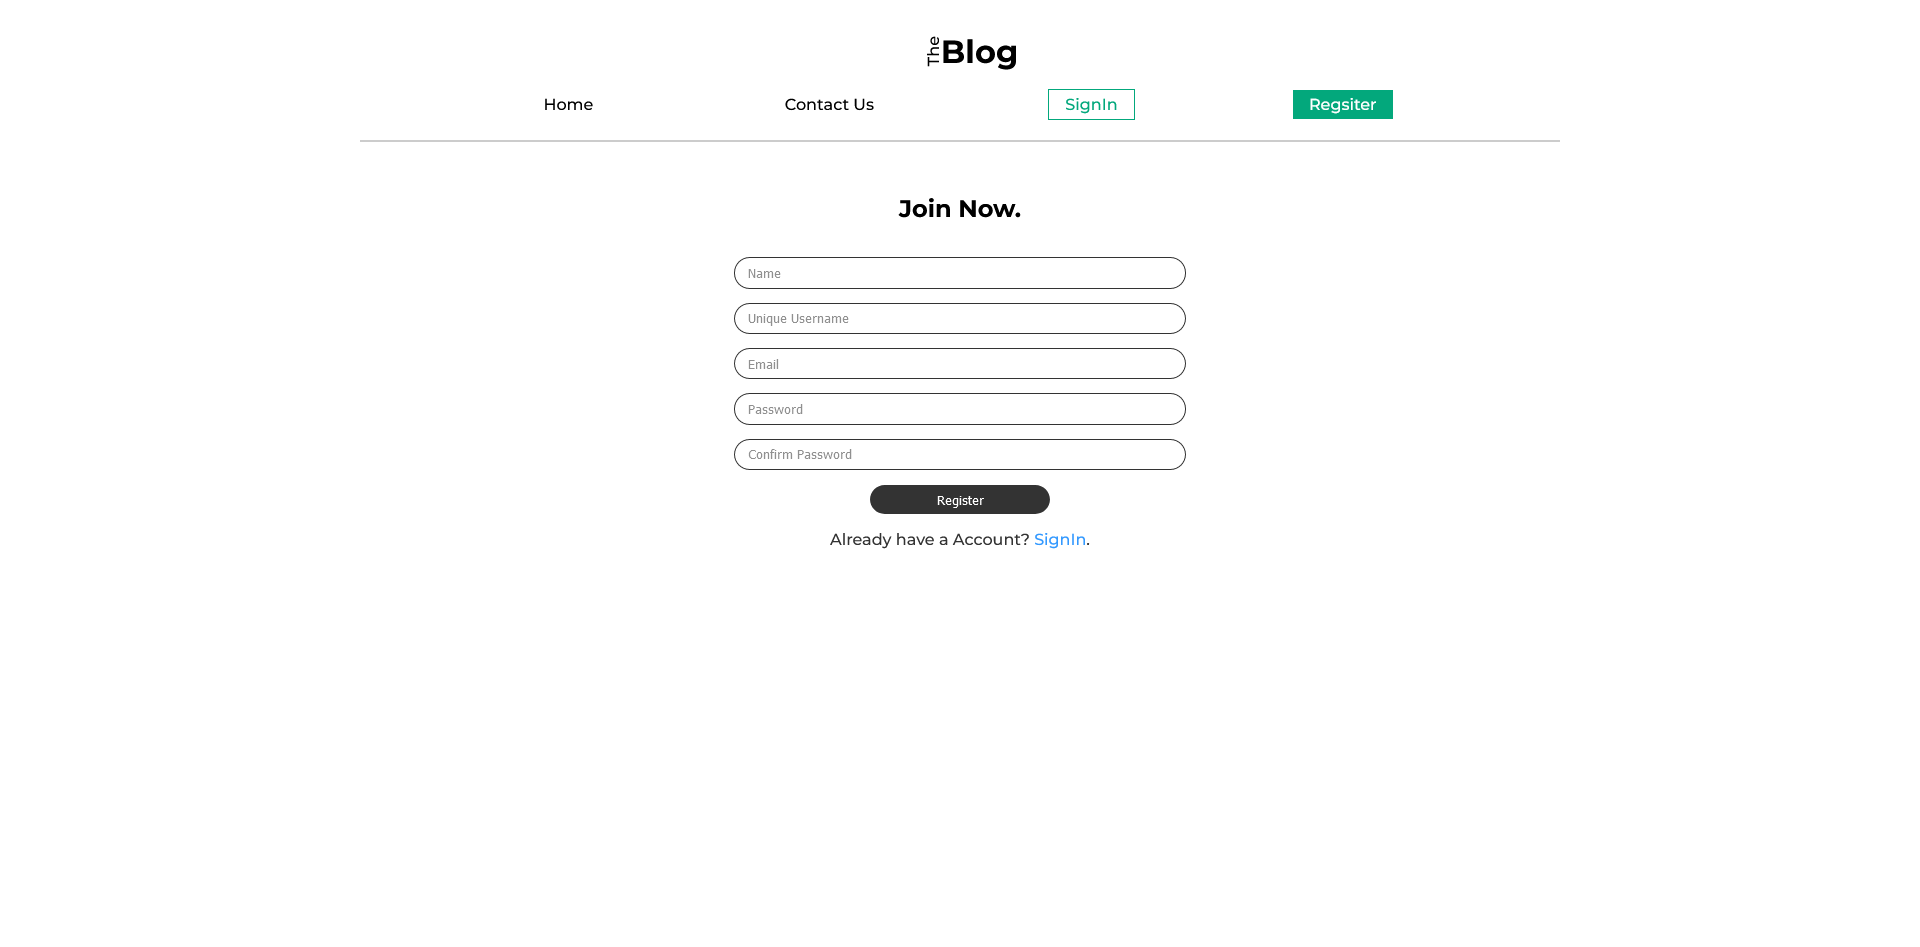 The Blog
Home Contact Us SignIn Regsiter
Join Now.
Name
Unique Username
Email
Password
Confirm Password
Register
Already have a Account? SignIn.